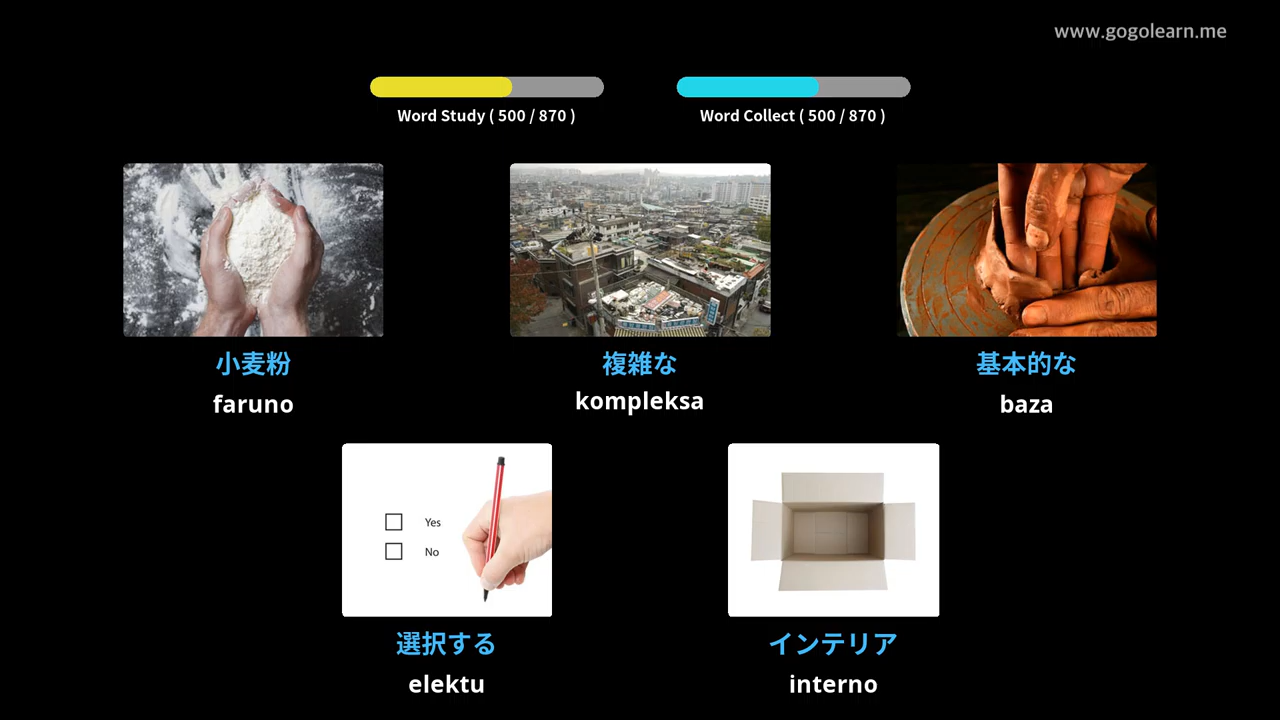 www.gogolearn.me
Word Study ( 500 / 870 )
Word Collect ( 500 / 870 )
小麦粉
faruno
複雑な
kompleksa
基本的な
baza
Yes
No
選択する
elektu
インテリア
interno